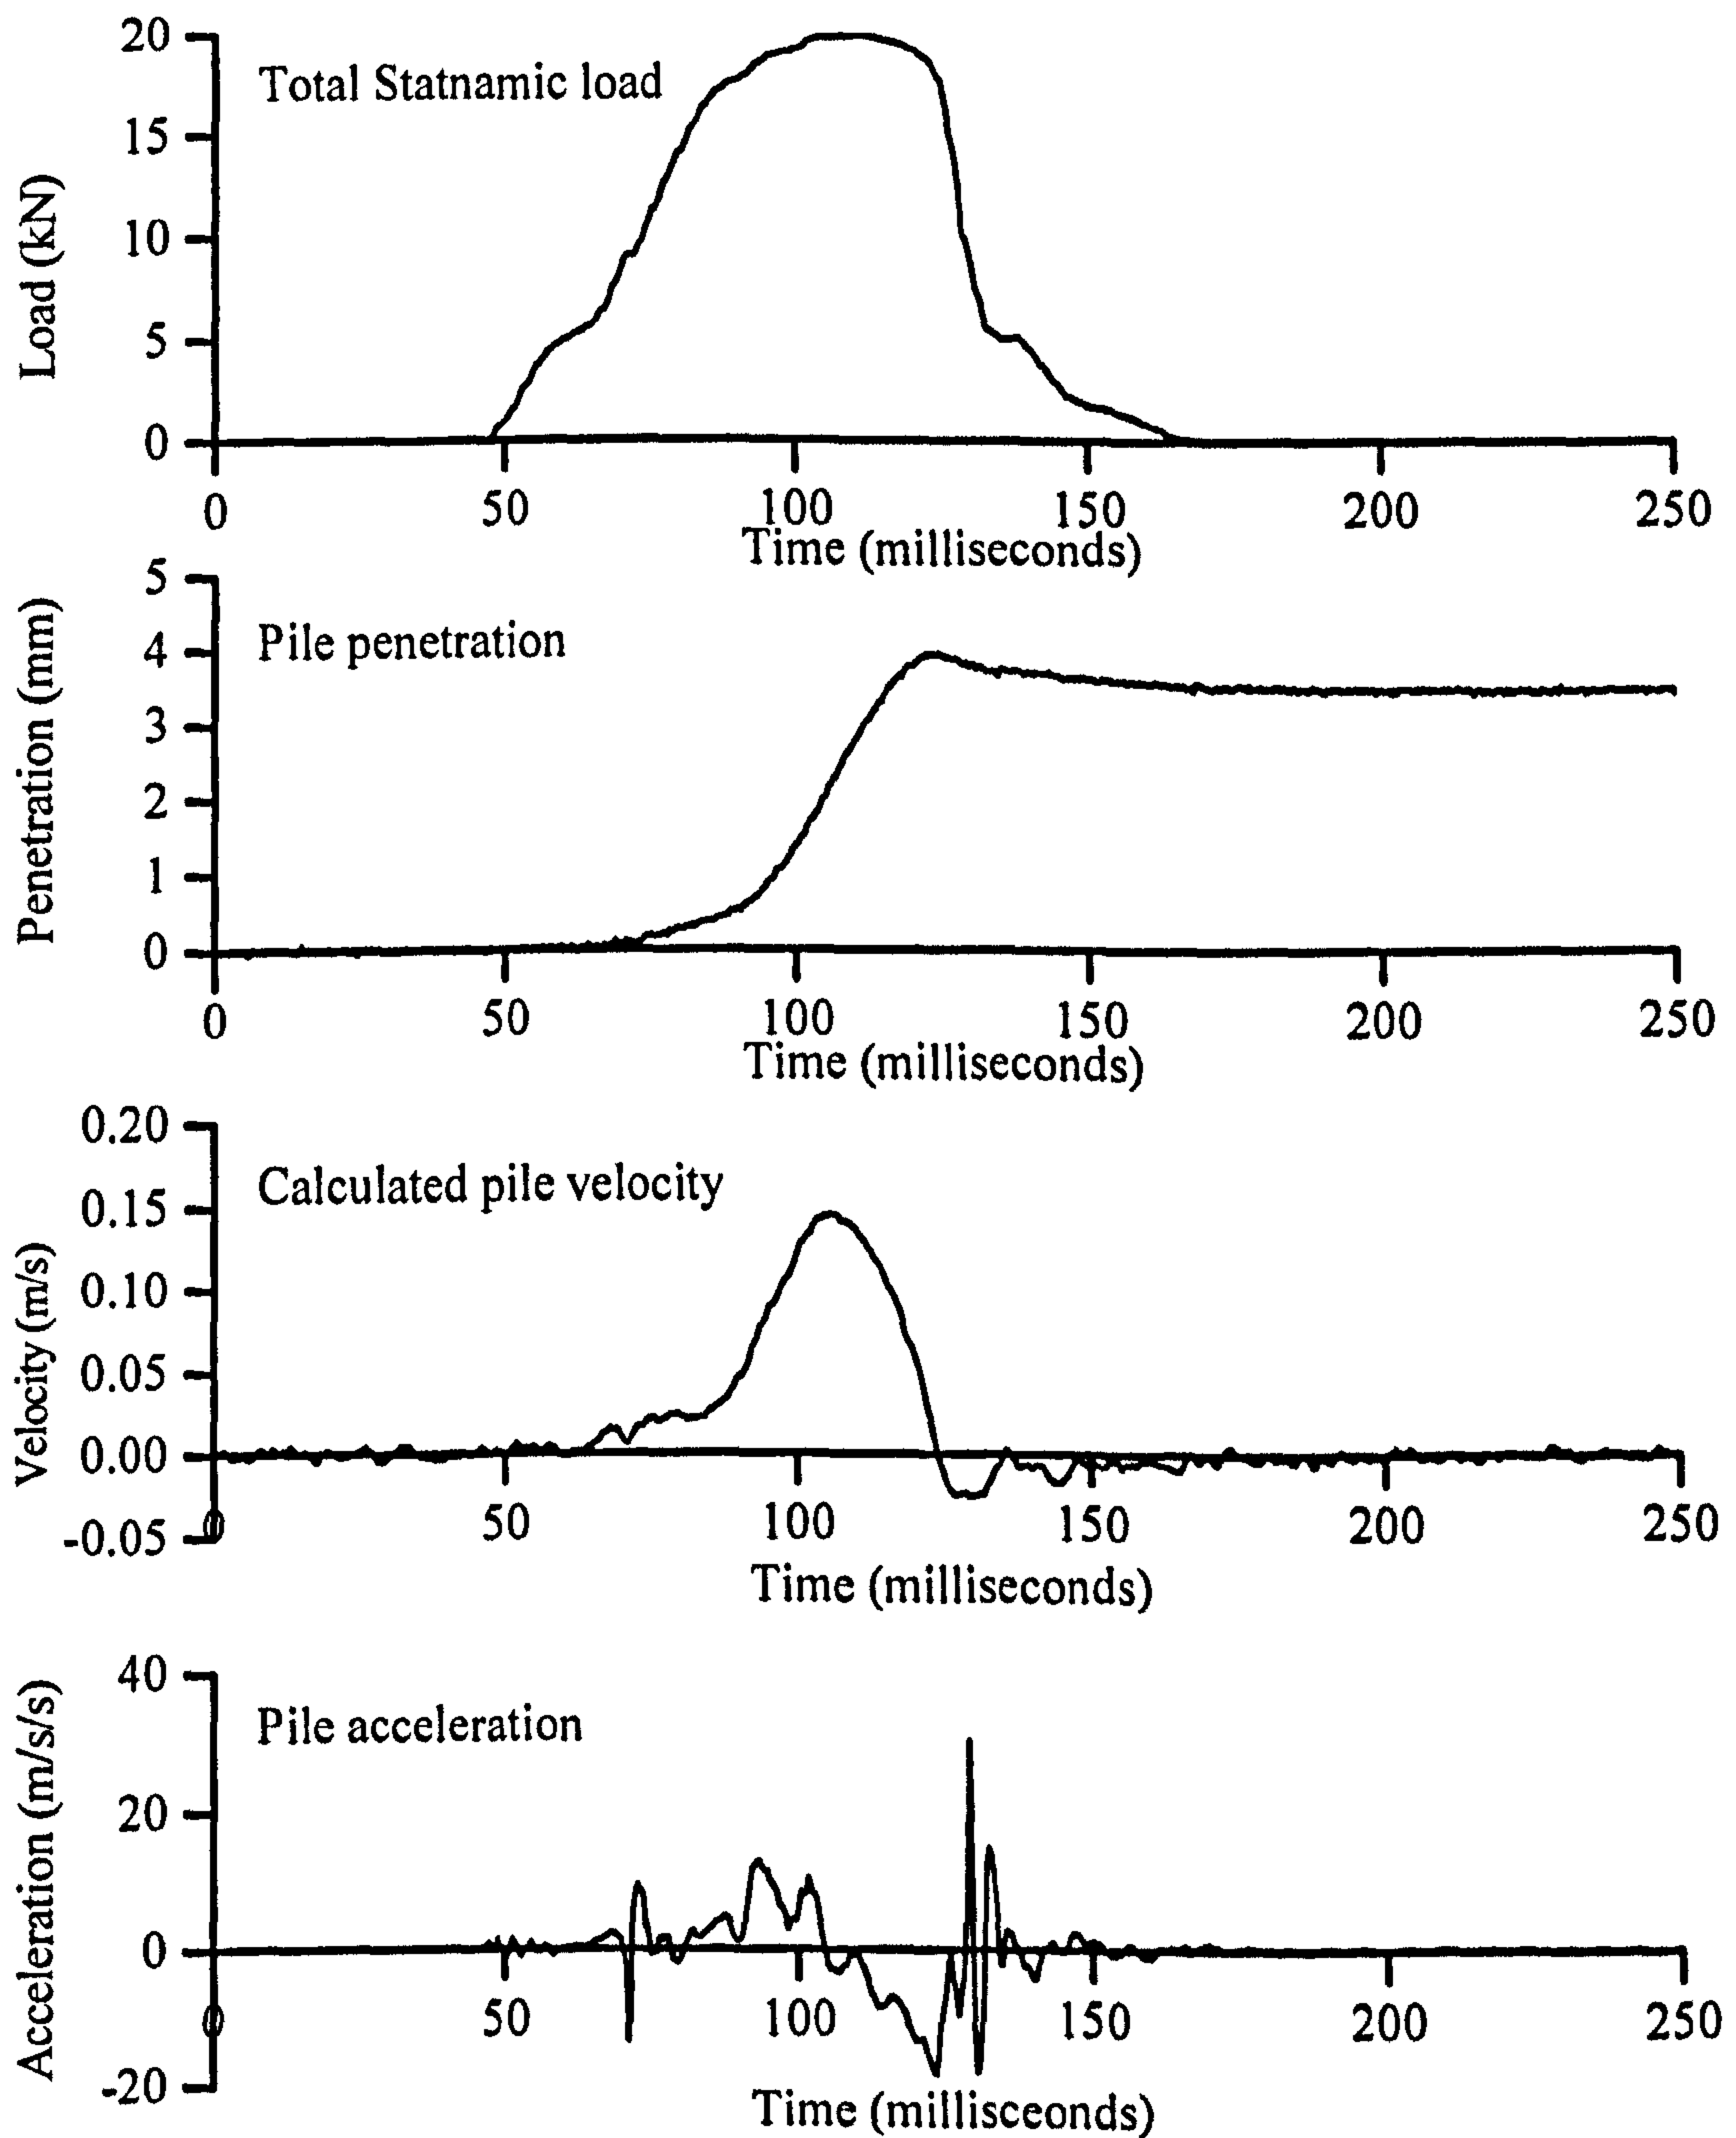 Total Statnamic load
Load (kN)
20
15
10
5
0
0 50 100 150 200 250
Time (milliseconds)
Pile penetration
Penetration (mm)
5
4
3
2
1
0
0 50 100 150 200 250
Time (milliseconds)
Calculated pile velocity
Velocity (m/s)
0.20
0.15
0.10
0.05
0.00
-0.05
0 50 100 150 200 250
Time (milliseconds)
Pile acceleration
Acceleration (m/s/s)
40
20
0
-20
0 50 100 150 200 250
Time (millisceonds)